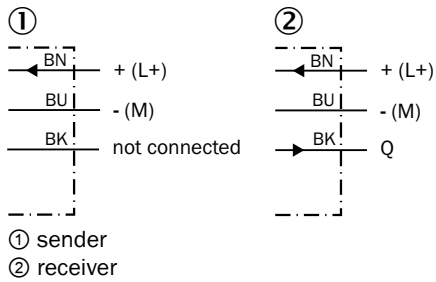 ① ②
BN + (L+) BN + (L+)
BU - (M) BU - (M)
BK not connected BK Q
① sender
② receiver